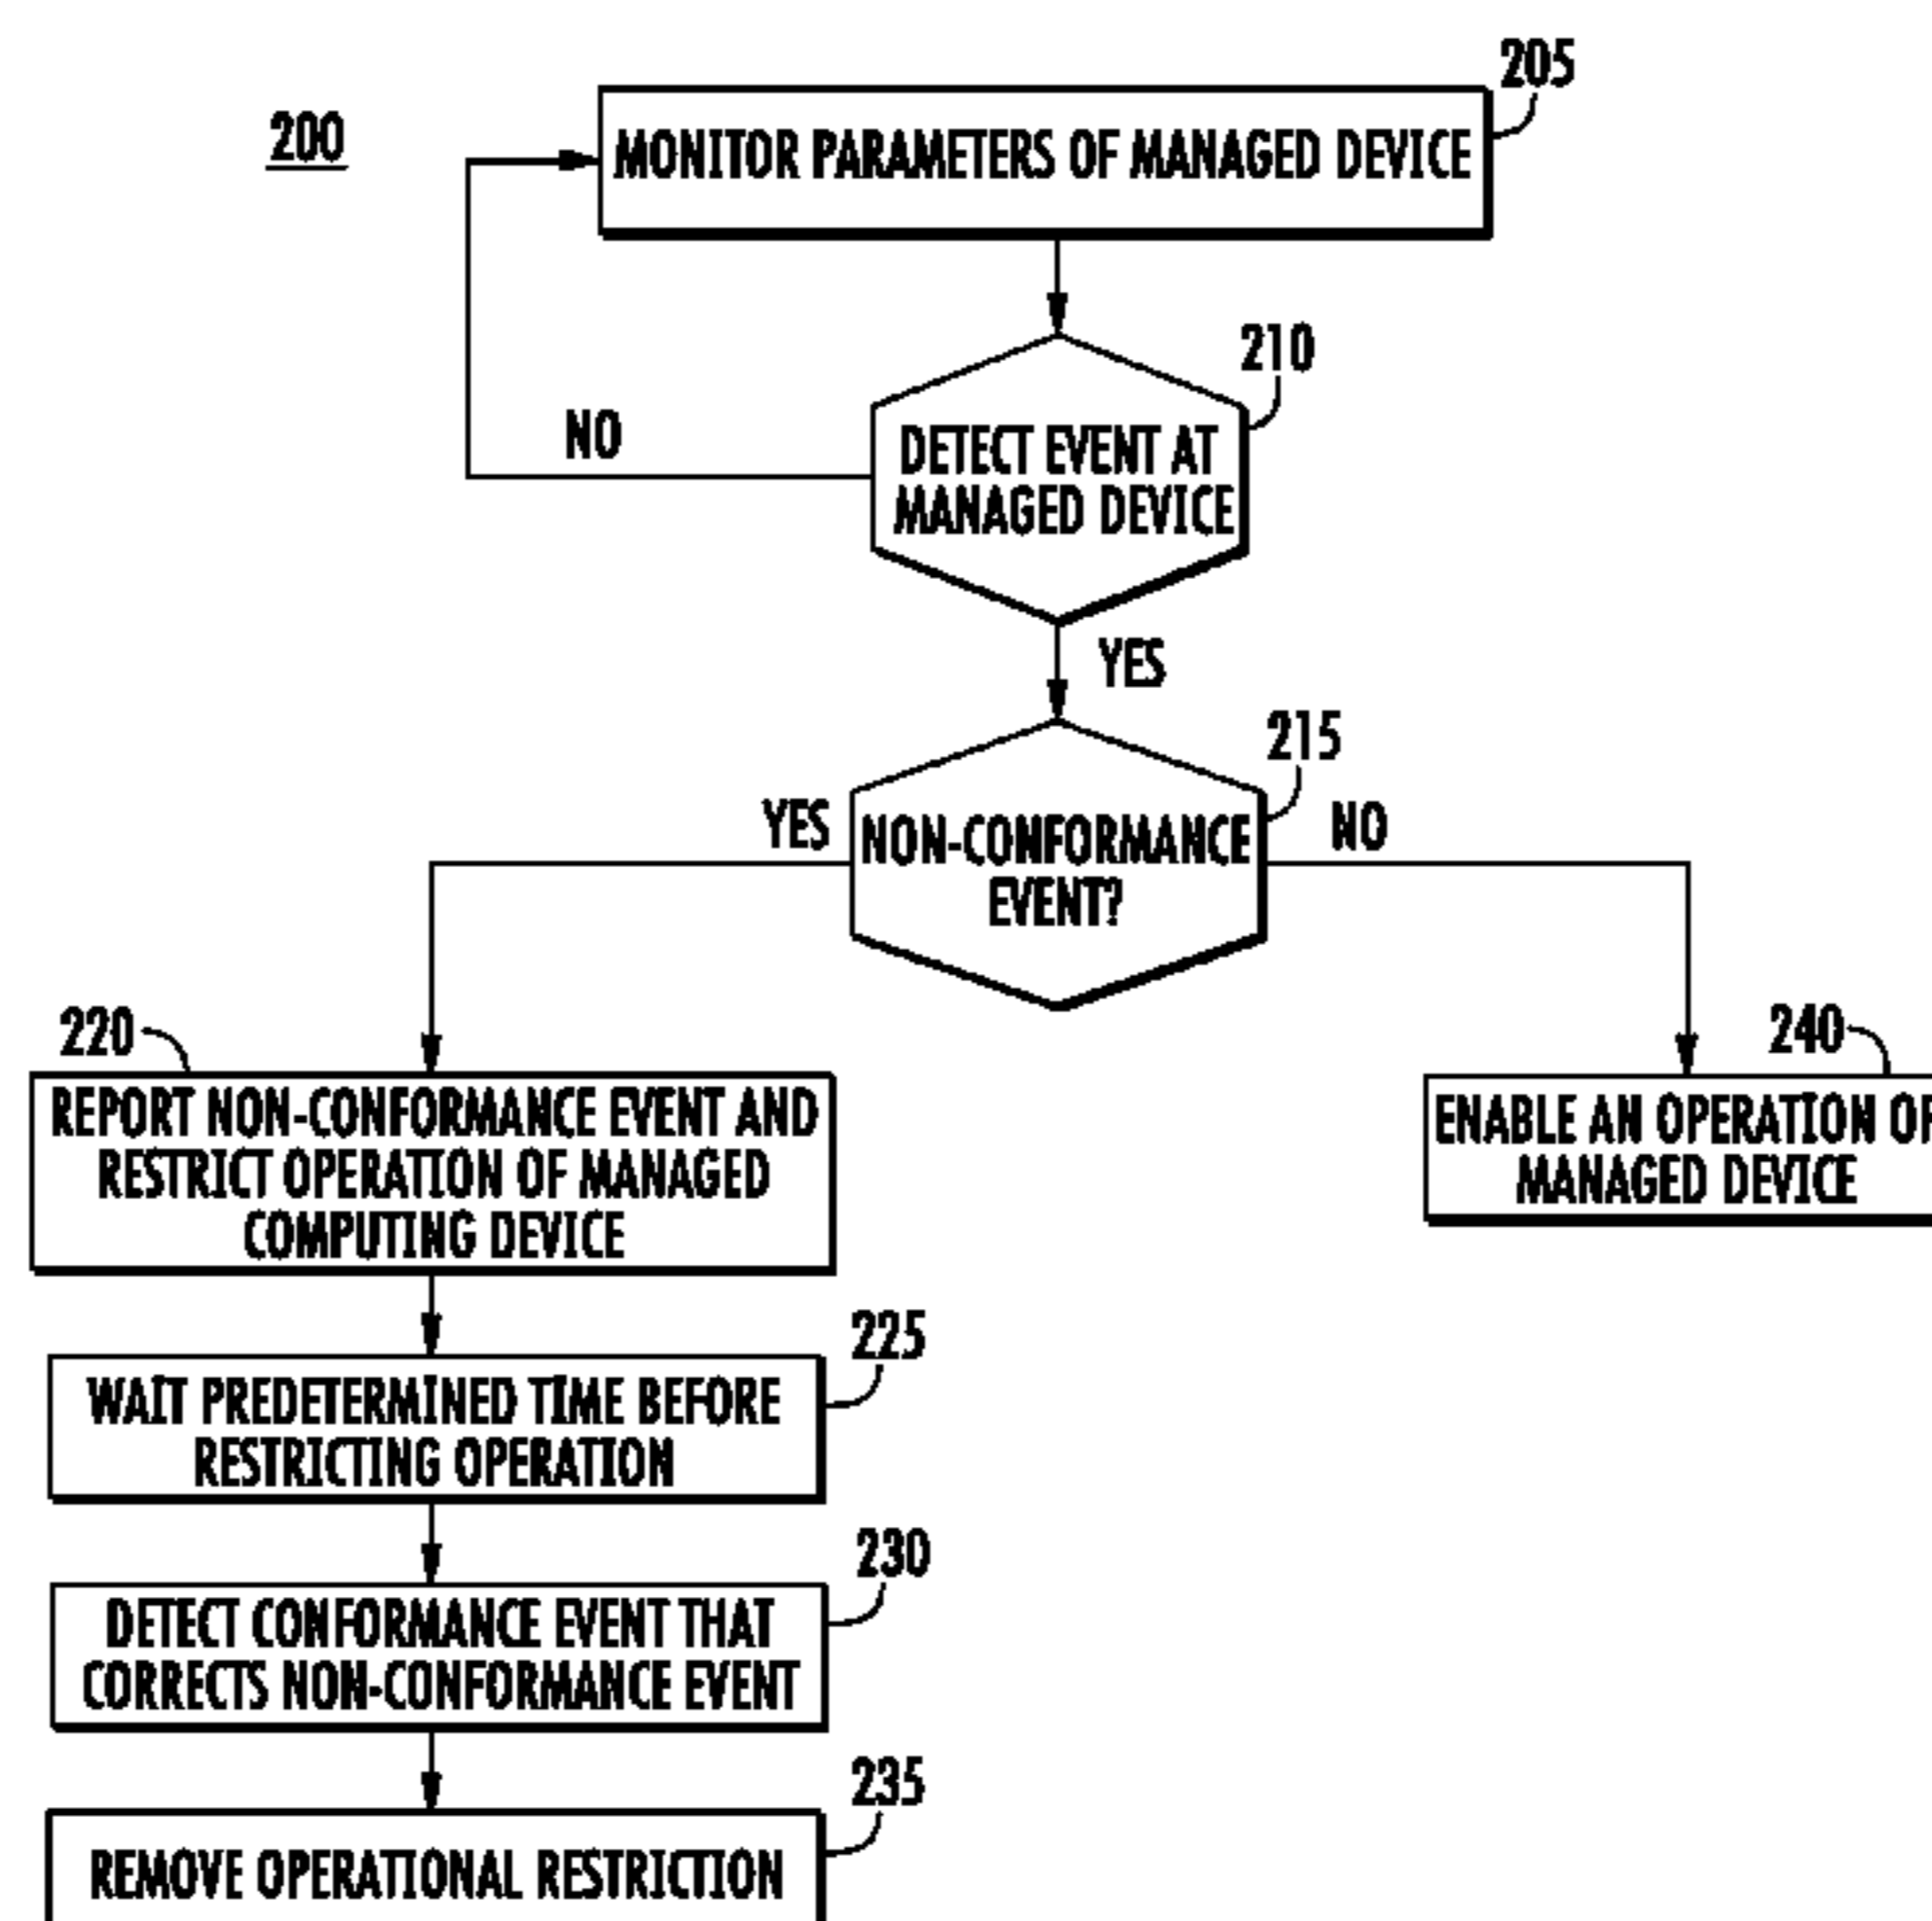 200
205
MONITOR PARAMETERS OF MANAGED DEVICE
210
DETECT EVENT AT
MANAGED DEVICE
NO
YES
215
NON-CONFORMANCE
EVENT?
YES
NO
220
REPORT NON-CONFORMANCE EVENT AND
RESTRICT OPERATION OF MANAGED
COMPUTING DEVICE
240
ENABLE AN OPERATION OF
MANAGED DEVICE
225
WAIT PREDETERMINED TIME BEFORE
RESTRICTING OPERATION
230
DETECT CONFORMANCE EVENT THAT
CORRECTS NON-CONFORMANCE EVENT
235
REMOVE OPERATIONAL RESTRICTION